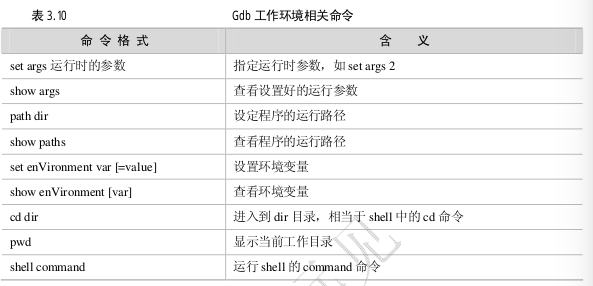 表 3.10 Gdb 工作环境相关命令
命 令 格 式 含 义
set args 运行时的参数 指定运行时参数，如 set args 2
show args 查看设置好的运行参数
path dir 设定程序的运行路径
show paths 查看程序的运行路径
set enVironment var [=value] 设置环境变量
show enVironment [var] 查看环境变量
cd dir 进入到 dir 目录，相当于 shell 中的 cd 命令
pwd 显示当前工作目录
shell command 运行 shell 的 command 命令